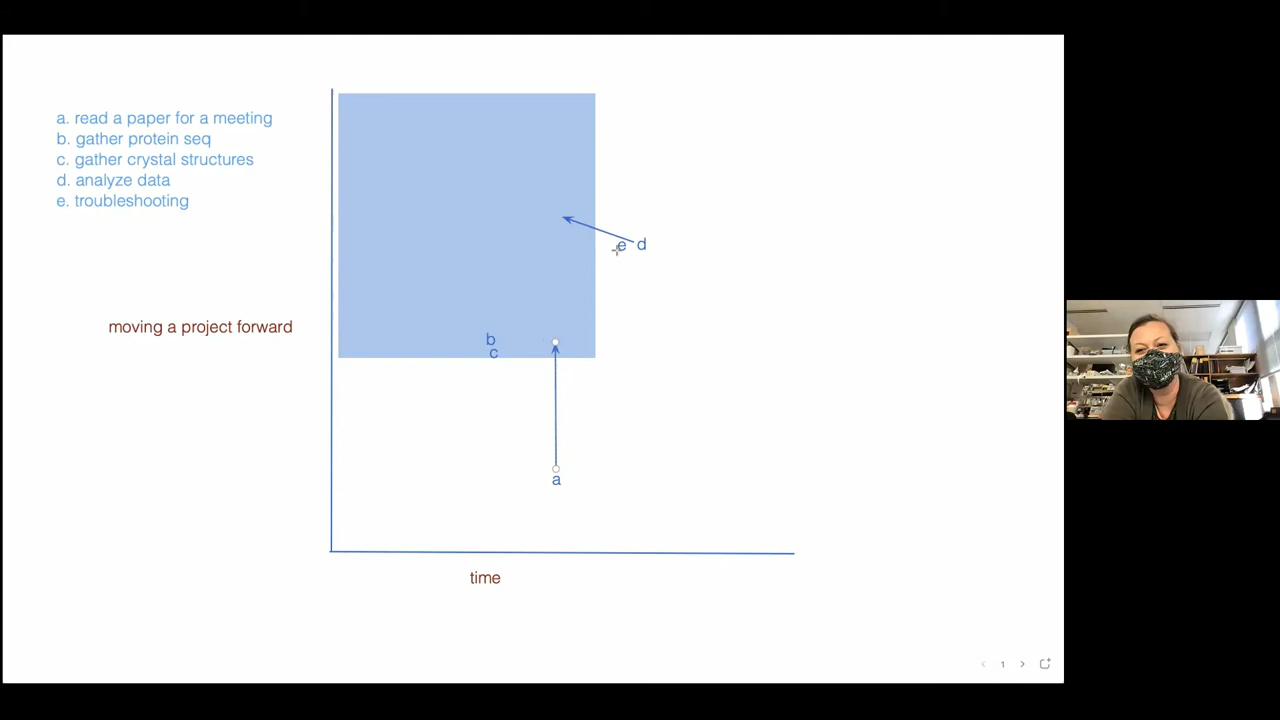 a. read a paper for a meeting
b. gather protein seq
c. gather crystal structures
d. analyze data
e. troubleshooting
e d
moving a project forward
b
c
a
time
1